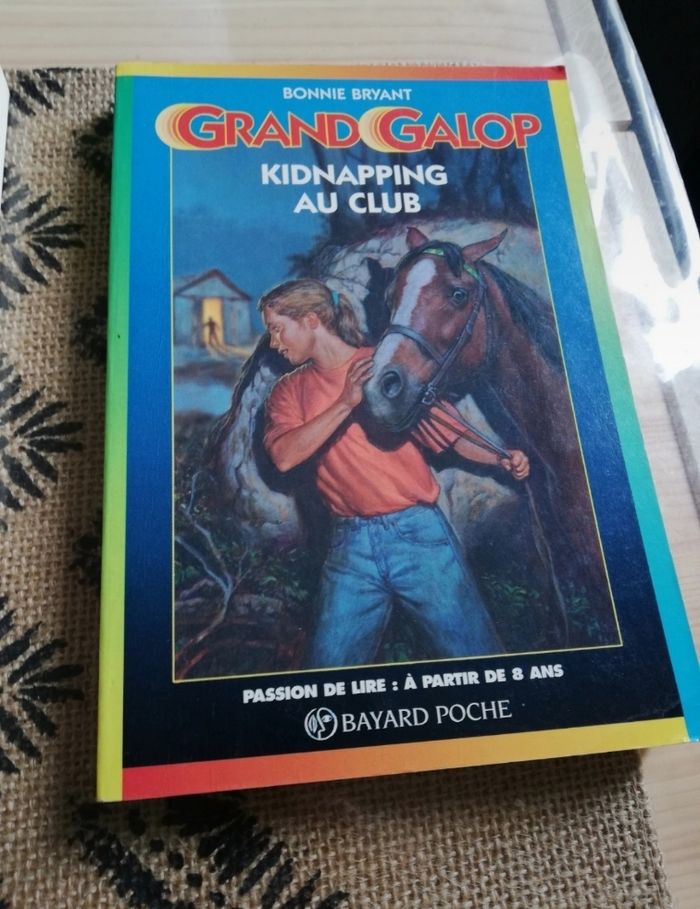 BONNIE BRYANT
GRAND GALOP
KIDNAPPING
AU CLUB
PASSION DE LIRE : À PARTIR DE 8 ANS
BAYARD POCHE